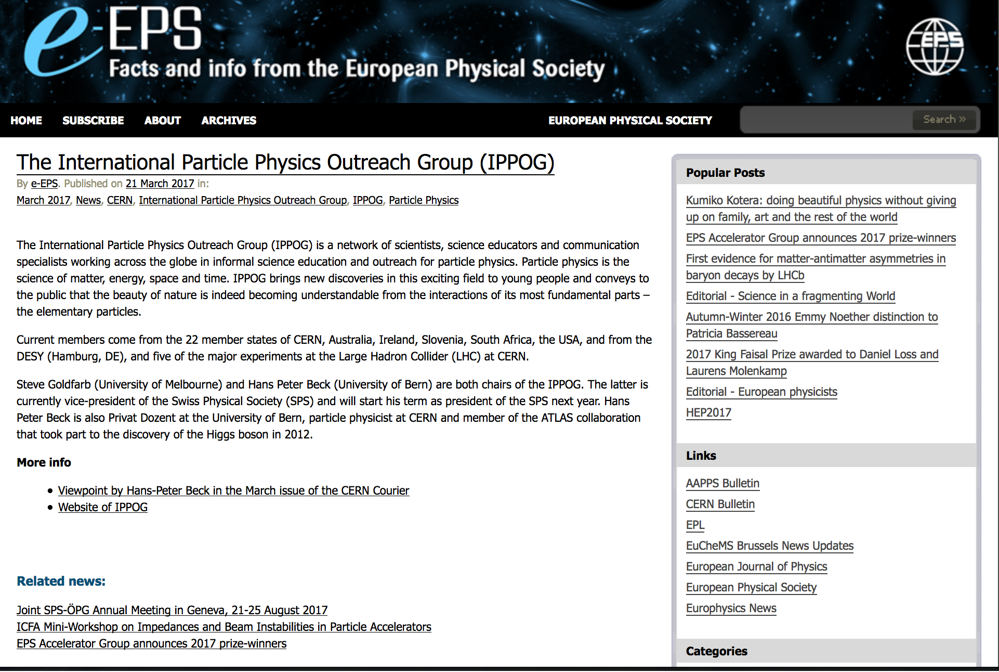 e-EPS
Facts and info from the European Physical Society
EPS
HOME SUBSCRIBE ABOUT ARCHIVES EUROPEAN PHYSICAL SOCIETY Search »
The International Particle Physics Outreach Group (IPPOG)
By e-EPS. Published on 21 March 2017 in:
March 2017, News, CERN, International Particle Physics Outreach Group, IPPOG, Particle Physics
The International Particle Physics Outreach Group (IPPOG) is a network of scientists, science educators and communication
specialists working across the globe in informal science education and outreach for particle physics. Particle physics is the
science of matter, energy, space and time. IPPOG brings new discoveries in this exciting field to young people and conveys to
the public that the beauty of nature is indeed becoming understandable from the interactions of its most fundamental parts –
the elementary particles.
Current members come from the 22 member states of CERN, Australia, Ireland, Slovenia, South Africa, the USA, and from the
DESY (Hamburg, DE), and five of the major experiments at the Large Hadron Collider (LHC) at CERN.
Steve Goldfarb (University of Melbourne) and Hans Peter Beck (University of Bern) are both chairs of the IPPOG. The latter is
currently vice-president of the Swiss Physical Society (SPS) and will start his term as president of the SPS next year. Hans
Peter Beck is also Privat Dozent at the University of Bern, particle physicist at CERN and member of the ATLAS collaboration
that took part to the discovery of the Higgs boson in 2012.
More info
• Viewpoint by Hans-Peter Beck in the March issue of the CERN Courier
• Website of IPPOG
Related news:
Joint SPS-ÖPG Annual Meeting in Geneva, 21-25 August 2017
ICFA Mini-Workshop on Impedances and Beam Instabilities in Particle Accelerators
EPS Accelerator Group announces 2017 prize-winners
Popular Posts
Kumiko Kotera: doing beautiful physics without giving
up on family, art and the rest of the world
EPS Accelerator Group announces 2017 prize-winners
First evidence for matter-antimatter asymmetries in
baryon decays by LHCb
Editorial - Science in a fragmenting World
Autumn-Winter 2016 Emmy Noether distinction to
Patricia Bassereau
2017 King Faisal Prize awarded to Daniel Loss and
Laurens Molenkamp
Editorial - European physicists
HEP2017
Links
AAPPS Bulletin
CERN Bulletin
EPL
EuCheMS Brussels News Updates
European Journal of Physics
European Physical Society
Europhysics News
Categories